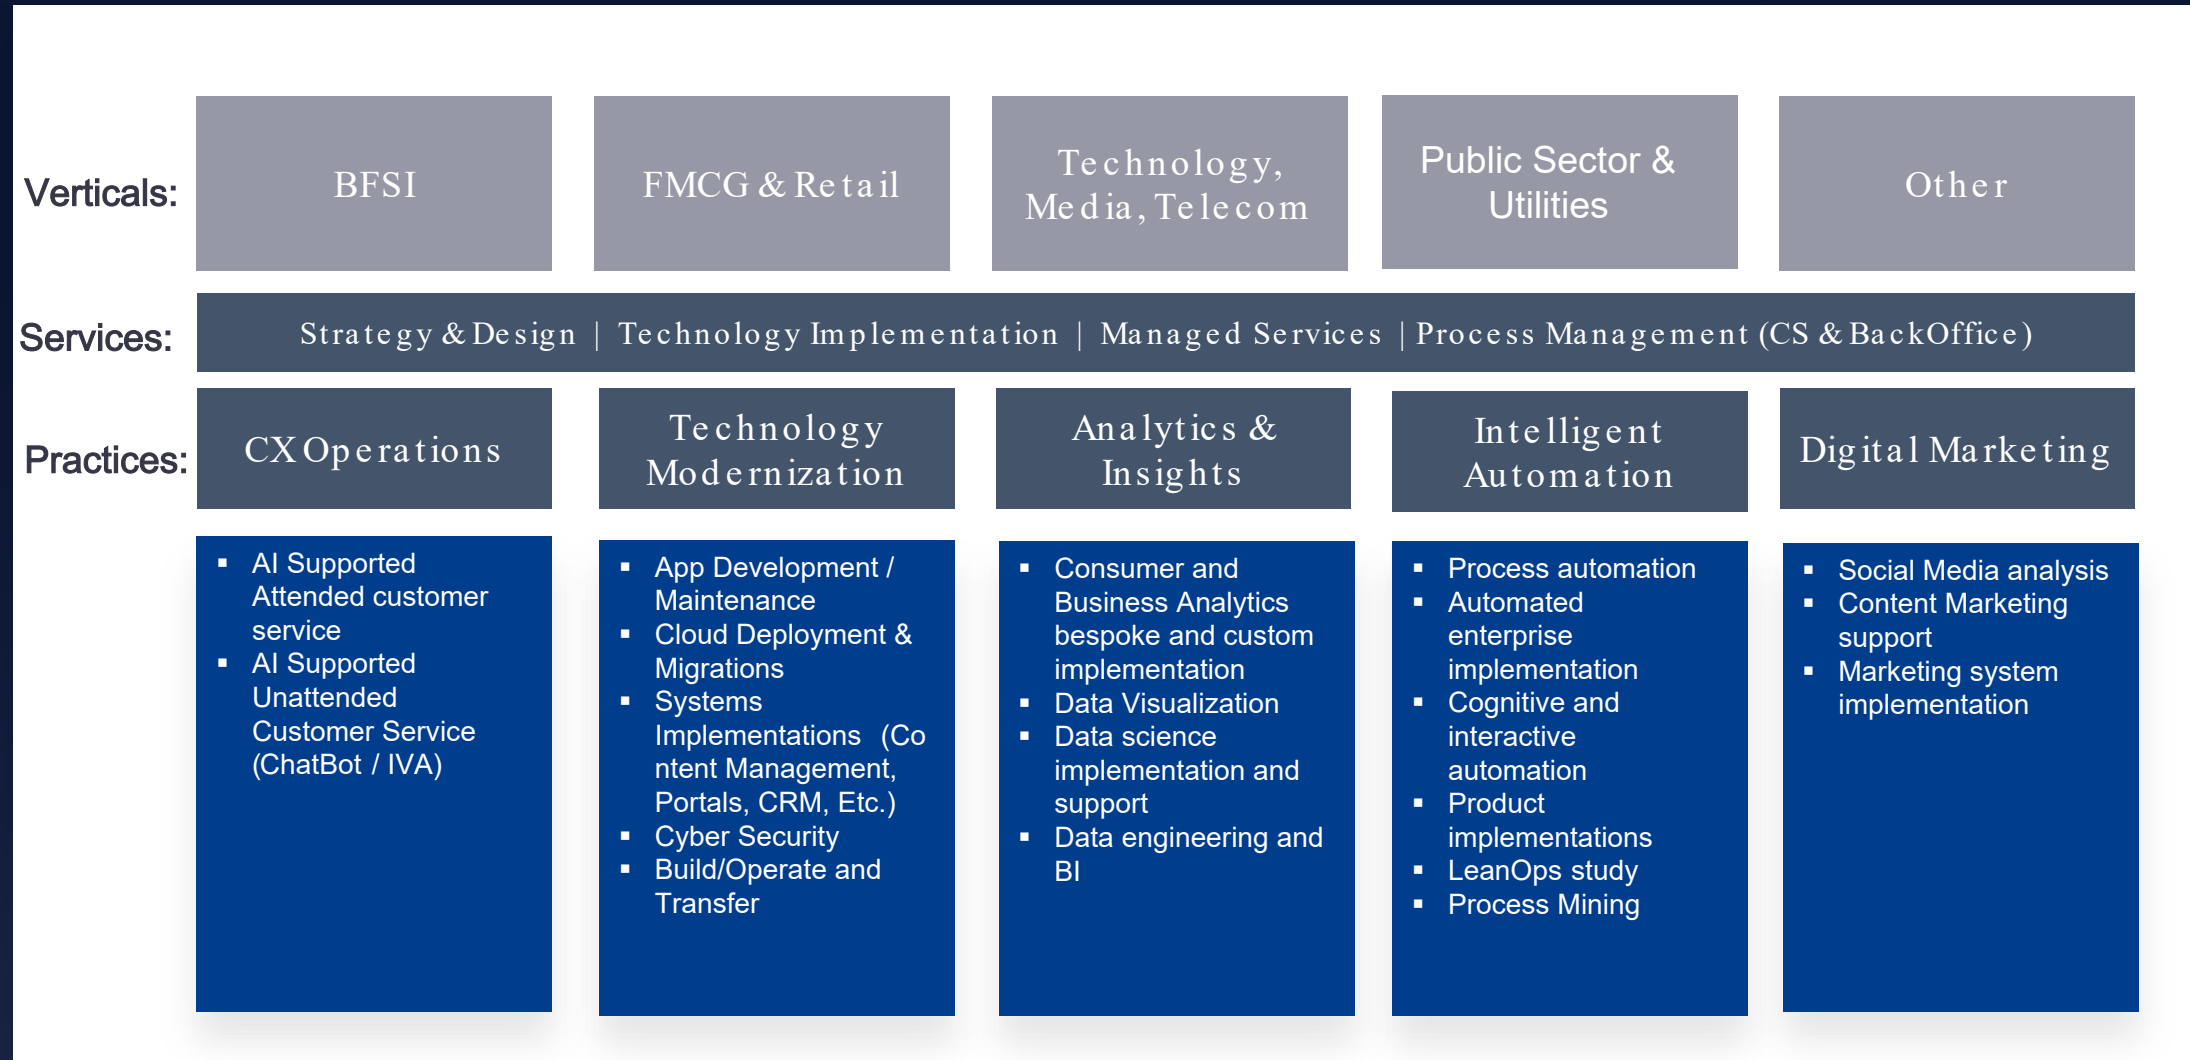 Verticals:
BFSI
FMCG & Retail
Technology,
Media, Telecom
Public Sector &
Utilities
Other
Services:
Strategy & Design | Technology Implementation | Managed Services | Process Management (CS & BackOffice)
Practices:
CX Operations
Technology
Modernization
Analytics &
Insights
Intelligent
Automation
Digital Marketing
▪ AI Supported
Attended customer
service
▪ AI Supported
Unattended
Customer Service
(ChatBot / IVA)
▪ App Development /
Maintenance
▪ Cloud Deployment &
Migrations
▪ Systems
Implementations (Co
ntent Management,
Portals, CRM, Etc.)
▪ Cyber Security
▪ Build/Operate and
Transfer
▪ Consumer and
Business Analytics
bespoke and custom
implementation
▪ Data Visualization
▪ Data science
implementation and
support
▪ Data engineering and
BI
▪ Process automation
▪ Automated
enterprise
implementation
▪ Cognitive and
interactive
automation
▪ Product
implementations
▪ LeanOps study
▪ Process Mining
▪ Social Media analysis
▪ Content Marketing
support
▪ Marketing system
implementation